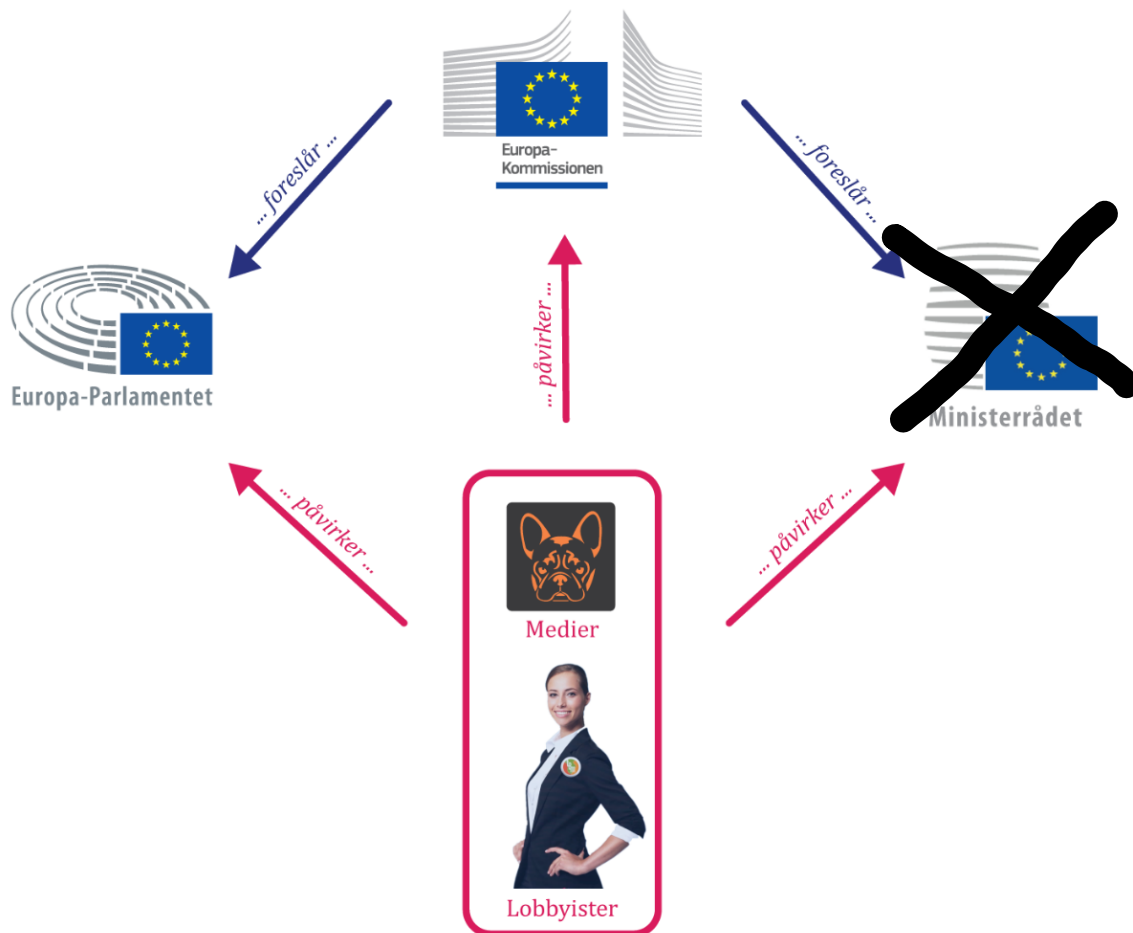 Europa-
Kommissionen
... foreslår ...
... foreslår ...
... påvirker ...
Europa-Parlamentet
Ministerrådet
... påvirker ...
... påvirker ...
Medier
Lobbyister